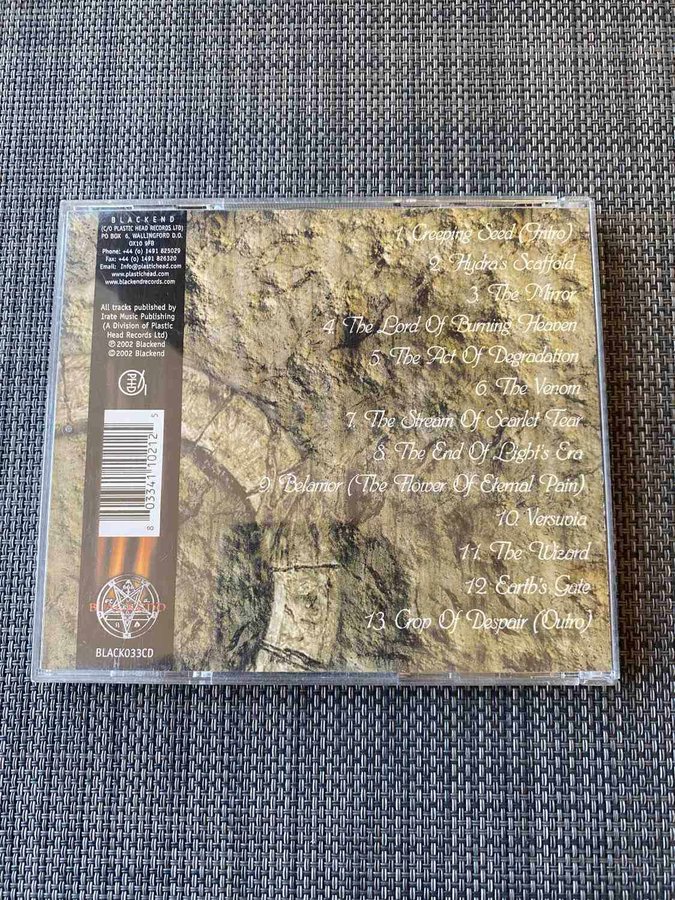 BLACKEND
(C/O PLASTIC HEAD RECORDS LTD)
PO BOX 6, WALLINGFORD D.O.
OX10 9FB
Phone: +44 (o) 1491 825029
Fax: +44 (o) 1491 826320
Email: Info@plastichead.com
www.plastichead.com
www.blackendrecords.com
All tracks published by
Irate Music Publishing
(A Division of Plastic
Head Records Ltd)
℗2002 Blackend
©2002 Blackend
PHD
8 03341 10212 5
BLACK033CD
1. Creeping Seed (Intro)
2. Hydra's Scaffold
3. The Mirror
4. The Lord Of Burning Heaven
5. The Act Of Degradation
6. The Venom
7. The Stream Of Scarlet Tear
8. The End Of Light's Era
9. Belamor (The Flower Of Eternal Pain)
10. Versuvia
11. The Wizard
12. Earth's Gate
13. Crop Of Despair (Outro)